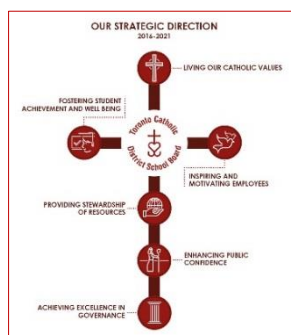 OUR STRATEGIC DIRECTION
2016-2021
LIVING OUR CATHOLIC VALUES
FOSTERING STUDENT
ACHIEVEMENT AND WELL BEING
Toronto Catholic
District School Board
INSPIRING AND
MOTIVATING EMPLOYEES
PROVIDING STEWARDSHIP
OF RESOURCES
ENHANCING PUBLIC
CONFIDENCE
ACHIEVING EXCELLENCE IN
GOVERNANCE